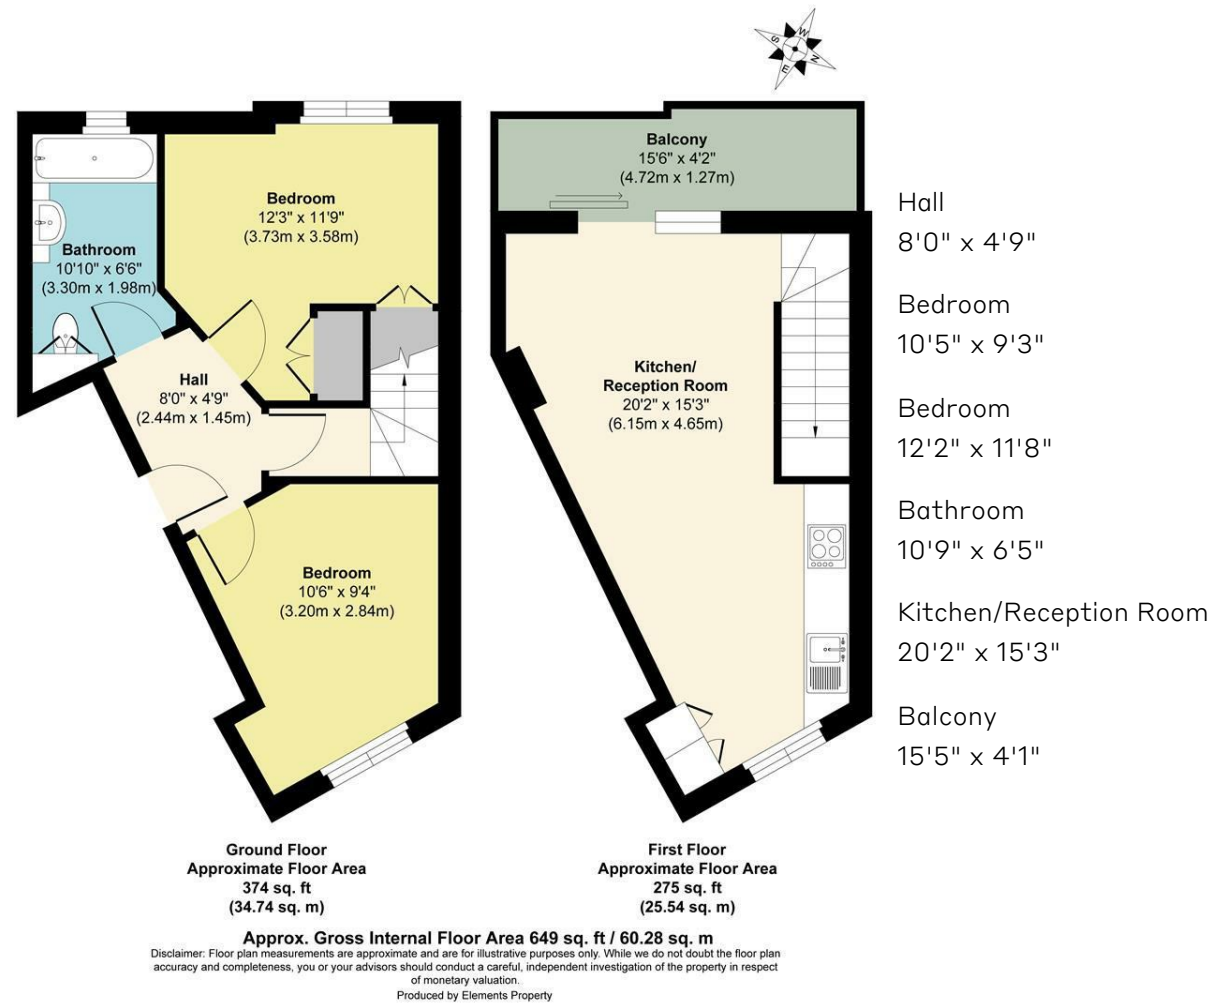 W
S
N
E
Bathroom
10'10" x 6'6"
(3.30m x 1.98m)
Bedroom
12'3" x 11'9"
(3.73m x 3.58m)
Hall
8'0" x 4'9"
(2.44m x 1.45m)
Bedroom
10'6" x 9'4"
(3.20m x 2.84m)
Ground Floor
Approximate Floor Area
374 sq. ft
(34.74 sq. m)
Balcony
15'6" x 4'2"
(4.72m x 1.27m)
Kitchen/
Reception Room
20'2" x 15'3"
(6.15m x 4.65m)
First Floor
Approximate Floor Area
275 sq. ft
(25.54 sq. m)
Hall
8'0" x 4'9"
Bedroom
10'5" x 9'3"
Bedroom
12'2" x 11'8"
Bathroom
10'9" x 6'5"
Kitchen/Reception Room
20'2" x 15'3"
Balcony
15'5" x 4'1"
Approx. Gross Internal Floor Area 649 sq. ft / 60.28 sq. m
Disclaimer: Floor plan measurements are approximate and are for illustrative purposes only. While we do not doubt the floor plan
accuracy and completeness, you or your advisors should conduct a careful, independent investigation of the property in respect
of monetary valuation.
Produced by Elements Property